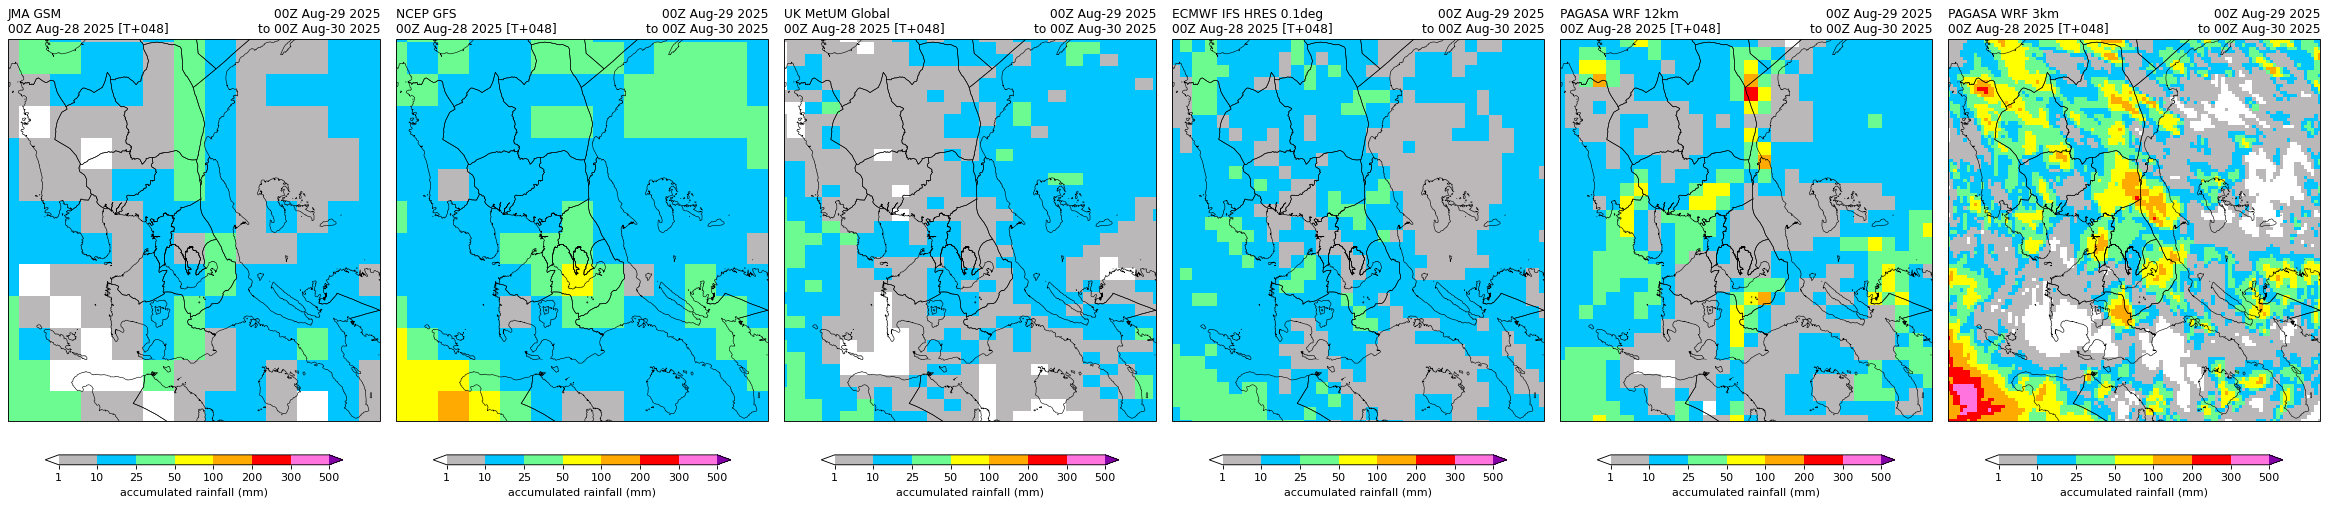 JMA GSM 00Z Aug-29 2025
00Z Aug-28 2025 [T+048] to 00Z Aug-30 2025
NCEP GFS 00Z Aug-29 2025
00Z Aug-28 2025 [T+048] to 00Z Aug-30 2025
UK MetUM Global 00Z Aug-29 2025
00Z Aug-28 2025 [T+048] to 00Z Aug-30 2025
ECMWF IFS HRES 0.1deg 00Z Aug-29 2025
00Z Aug-28 2025 [T+048] to 00Z Aug-30 2025
PAGASA WRF 12km 00Z Aug-29 2025
00Z Aug-28 2025 [T+048] to 00Z Aug-30 2025
PAGASA WRF 3km 00Z Aug-29 2025
00Z Aug-28 2025 [T+048] to 00Z Aug-30 2025
1 10 25 50 100 200 300 500
accumulated rainfall (mm)
1 10 25 50 100 200 300 500
accumulated rainfall (mm)
1 10 25 50 100 200 300 500
accumulated rainfall (mm)
1 10 25 50 100 200 300 500
accumulated rainfall (mm)
1 10 25 50 100 200 300 500
accumulated rainfall (mm)
1 10 25 50 100 200 300 500
accumulated rainfall (mm)